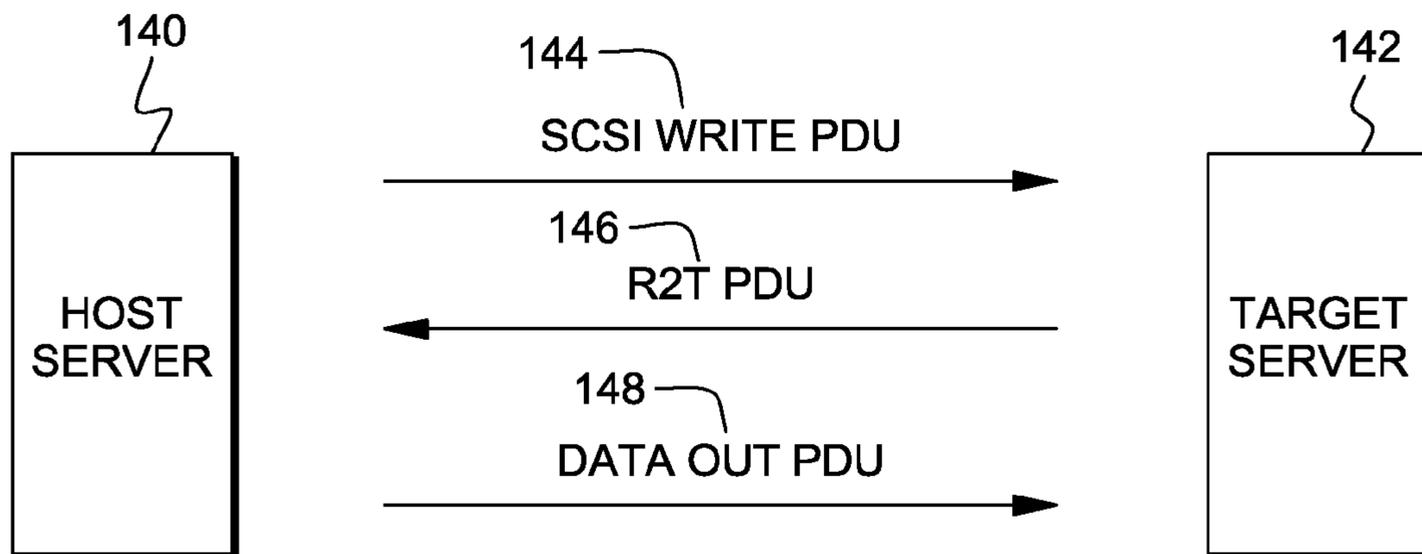 140
144
142
SCSI WRITE PDU
146
R2T PDU
HOST
SERVER
TARGET
SERVER
148
DATA OUT PDU